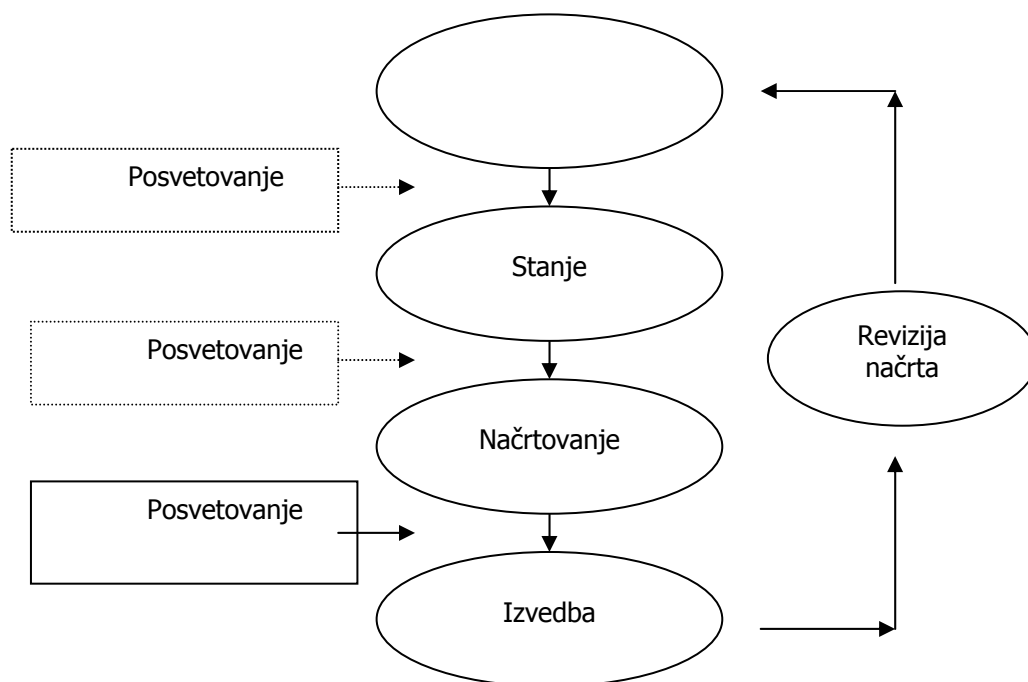 Posvetovanje
Stanje
Posvetovanje
Revizija
načrta
Načrtovanje
Posvetovanje
Izvedba